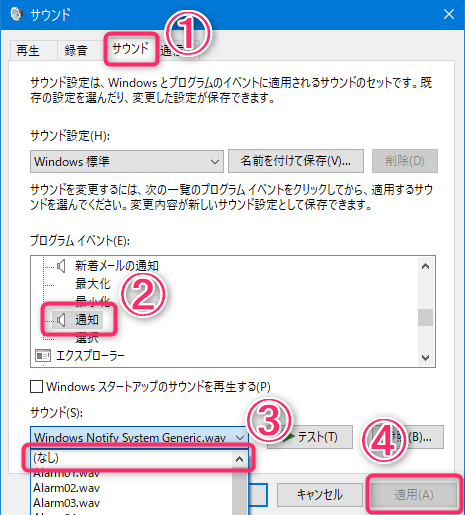 サウンド
①
再生 録音 サウンド 通信
サウンド設定は、Windows とプログラムのイベントに適用されるサウンドのセットです。既
存の設定を選んだり、変更した設定が保存できます。
サウンド設定(H):
Windows 標準 名前を付けて保存(V)... 削除(D)
サウンドを変更するには、次の一覧のプログラム イベントをクリックしてから、適用するサウ
ンドを選んでください。変更内容が新しいサウンド設定として保存できます。
プログラム イベント(E):
新着メールの通知
最大化
最小化
②
通知
選択
エクスプローラー
Windows スタートアップのサウンドを再生する(P)
サウンド(S):
③
④
Windows Notify System Generic.wav テスト(T) (B)...
(なし)
Alarm01.wav
Alarm02.wav
Alarm03.wav
キャンセル 適用(A)